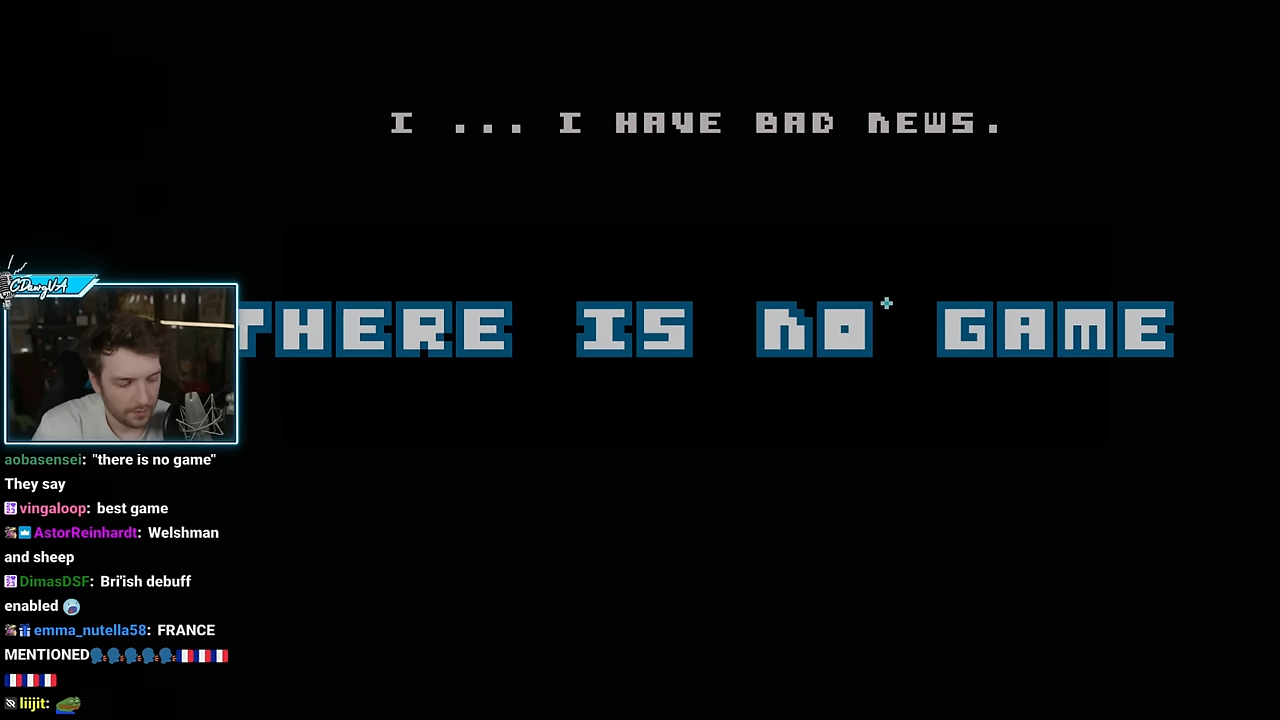 I ... I HAVE BAD NEWS.
THERE IS NO GAME
CDawgVA
aobasensei: "there is no game"
They say
vingaloop: best game
AstorReinhardt: Welshman
and sheep
DimasDSF: Bri'ish debuff
enabled
emma_nutella58: FRANCE
MENTIONED
liijit: